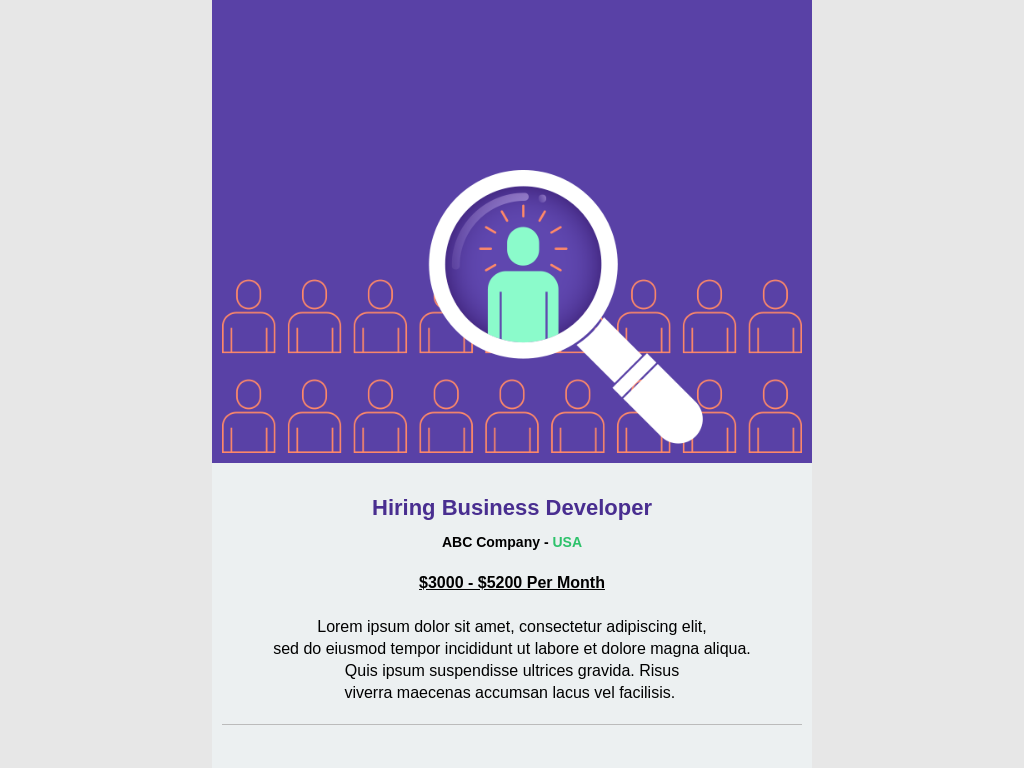 Hiring Business Developer
ABC Company - USA
$3000 - $5200 Per Month
Lorem ipsum dolor sit amet, consectetur adipiscing elit,
sed do eiusmod tempor incididunt ut labore et dolore magna aliqua.
Quis ipsum suspendisse ultrices gravida. Risus
viverra maecenas accumsan lacus vel facilisis.